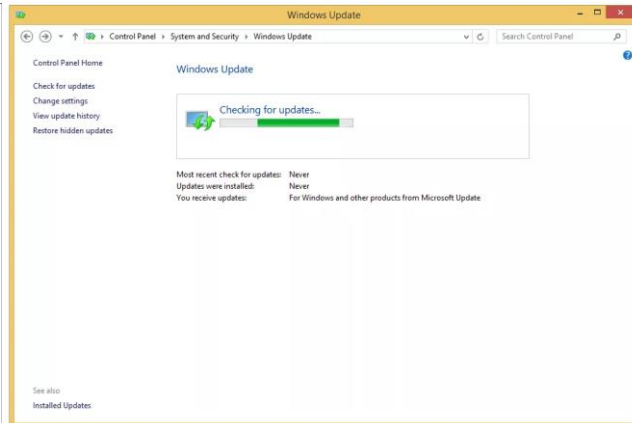 Windows Update
Control Panel › System and Security › Windows Update
Search Control Panel
Control Panel Home
Check for updates
Change settings
View update history
Restore hidden updates
Windows Update
Checking for updates...
Most recent check for updates: Never
Updates were installed: Never
You receive updates: For Windows and other products from Microsoft Update
See also
Installed Updates